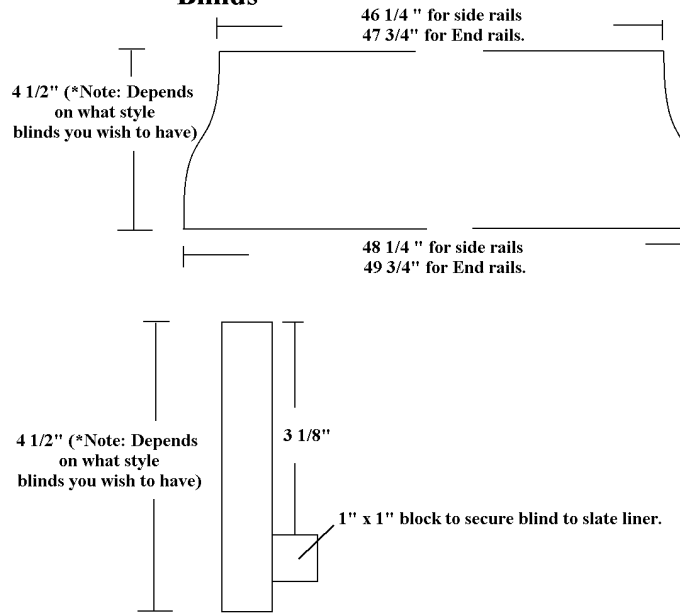 Blinds
46 1/4 " for side rails
47 3/4" for End rails.
4 1/2" (*Note: Depends
on what style
blinds you wish to have)
48 1/4 " for side rails
49 3/4" for End rails.
3 1/8"
4 1/2" (*Note: Depends
on what style
blinds you wish to have)
1" x 1" block to secure blind to slate liner.